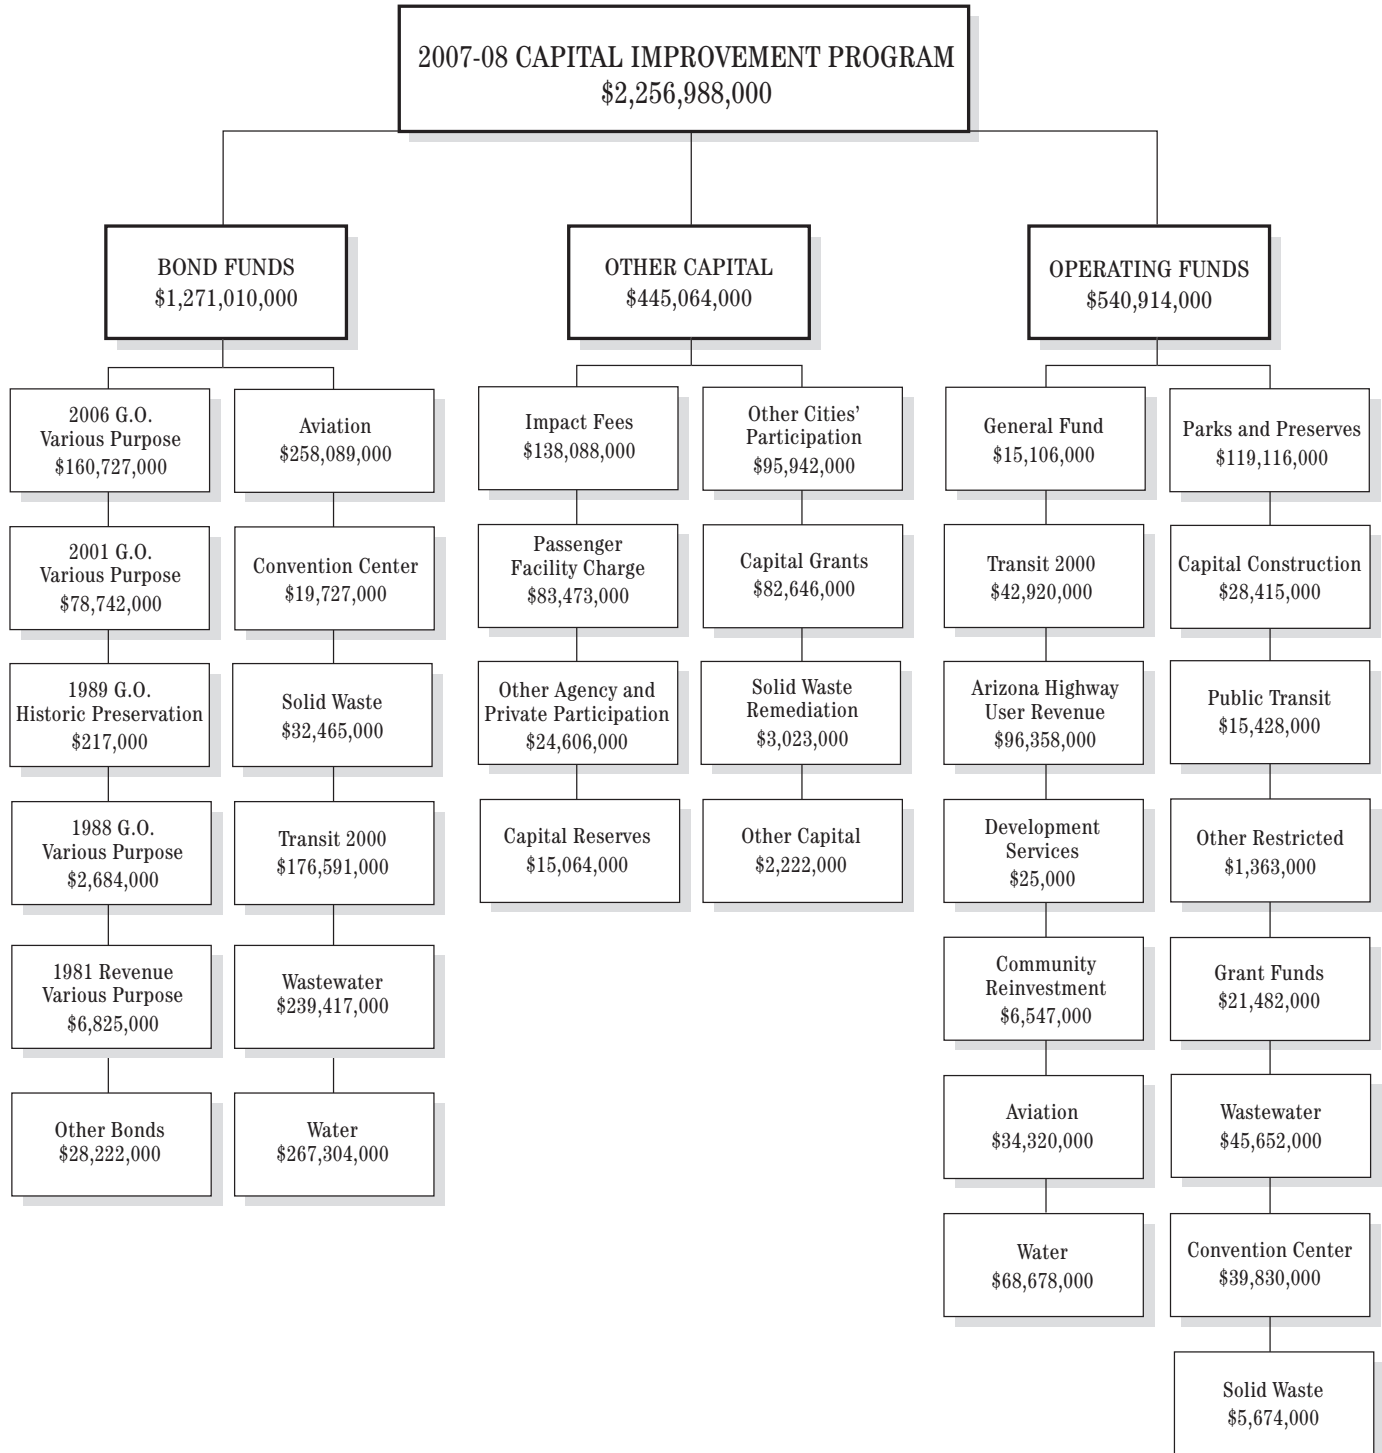 2007-08 CAPITAL IMPROVEMENT PROGRAM
$2,256,988,000
BOND FUNDS
$1,271,010,000
2006 G.O.
Various Purpose
$160,727,000
2001 G.O.
Various Purpose
$78,742,000
1989 G.O.
Historic Preservation
$217,000
1988 G.O.
Various Purpose
$2,684,000
1981 Revenue
Various Purpose
$6,825,000
Other Bonds
$28,222,000
Aviation
$258,089,000
Convention Center
$19,727,000
Solid Waste
$32,465,000
Transit 2000
$176,591,000
Wastewater
$239,417,000
Water
$267,304,000
OTHER CAPITAL
$445,064,000
Impact Fees
$138,088,000
Passenger
Facility Charge
$83,473,000
Other Agency and
Private Participation
$24,606,000
Capital Reserves
$15,064,000
Other Cities’
Participation
$95,942,000
Capital Grants
$82,646,000
Solid Waste
Remediation
$3,023,000
Other Capital
$2,222,000
OPERATING FUNDS
$540,914,000
General Fund
$15,106,000
Transit 2000
$42,920,000
Arizona Highway
User Revenue
$96,358,000
Development
Services
$25,000
Community
Reinvestment
$6,547,000
Aviation
$34,320,000
Water
$68,678,000
Parks and Preserves
$119,116,000
Capital Construction
$28,415,000
Public Transit
$15,428,000
Other Restricted
$1,363,000
Grant Funds
$21,482,000
Wastewater
$45,652,000
Convention Center
$39,830,000
Solid Waste
$5,674,000